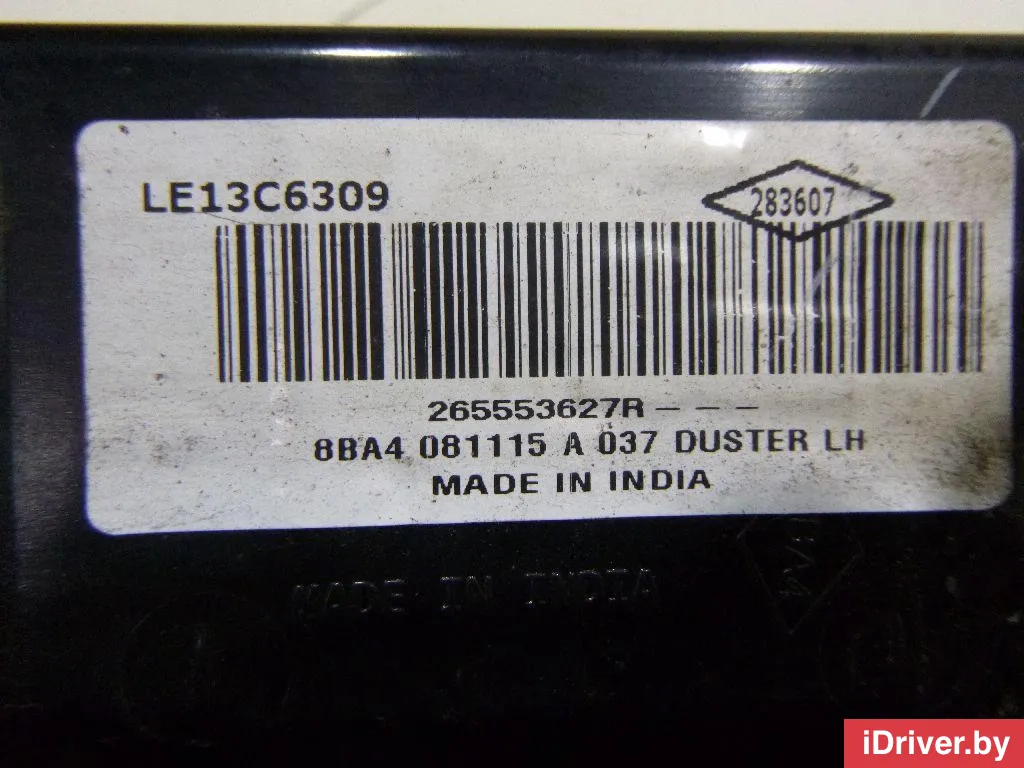 LE13C6309
283607
265553627R---
8BA4 081115 A 037 DUSTER LH
MADE IN INDIA
MADE IN INDIA
iDriver.by